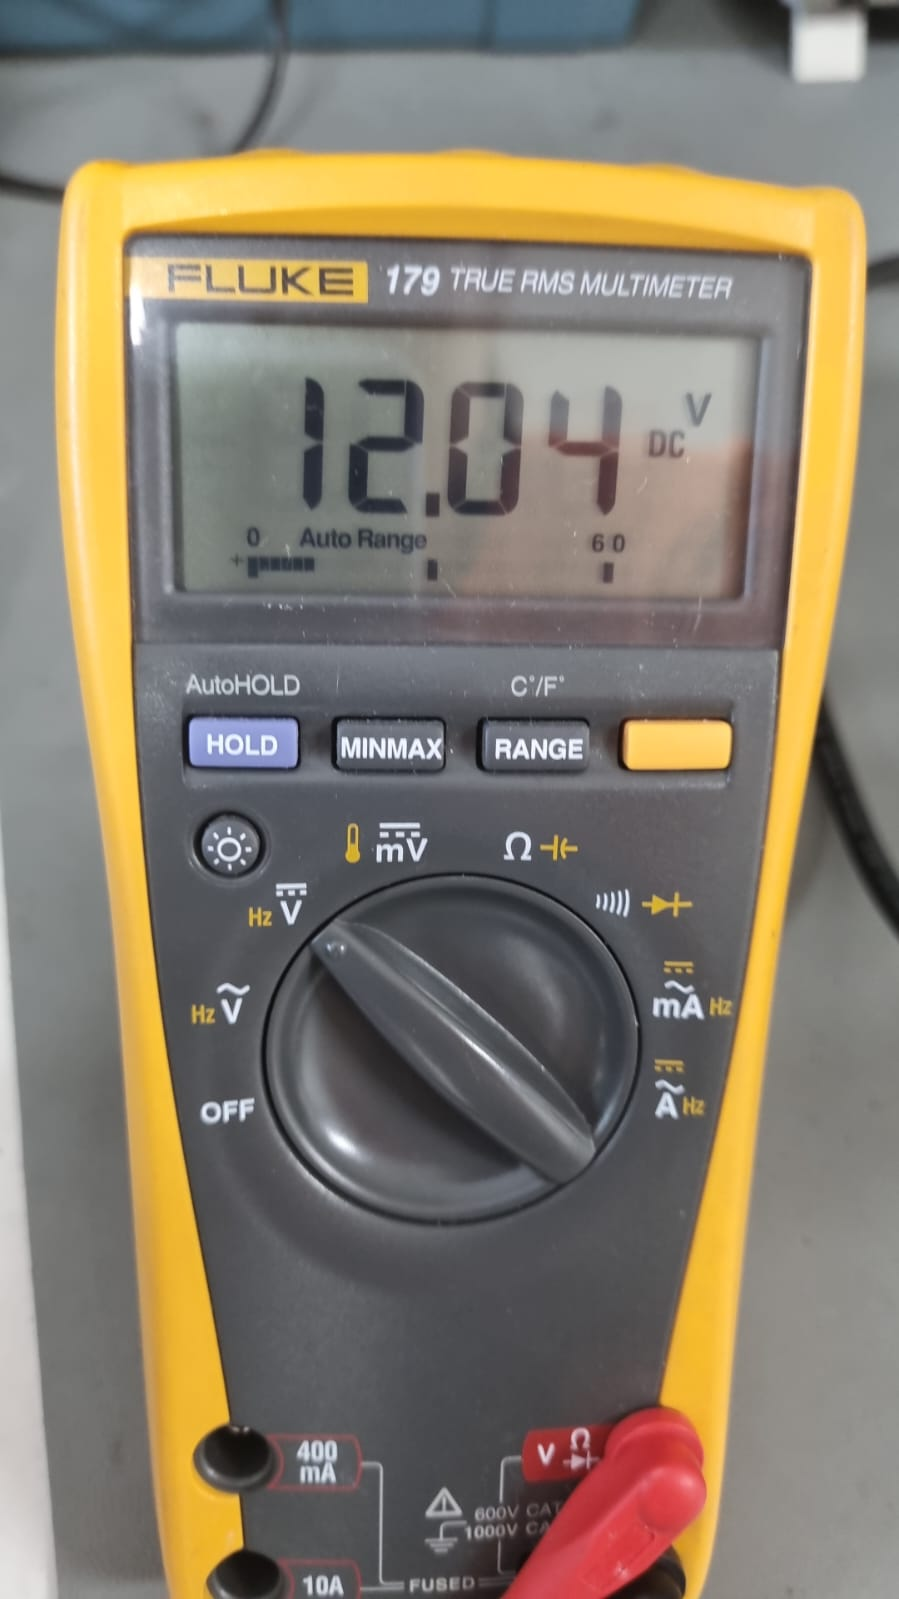 FLUKE 179 TRUE RMS MULTIMETER
12.04 V
DC
0 Auto Range 60
+
AutoHOLD C°/F°
HOLD MINMAX RANGE
mV Ω
Hz V
Hz V mA Hz
OFF A Hz
400
mA
V Ω
600V CAT
1000V
10A FUSED